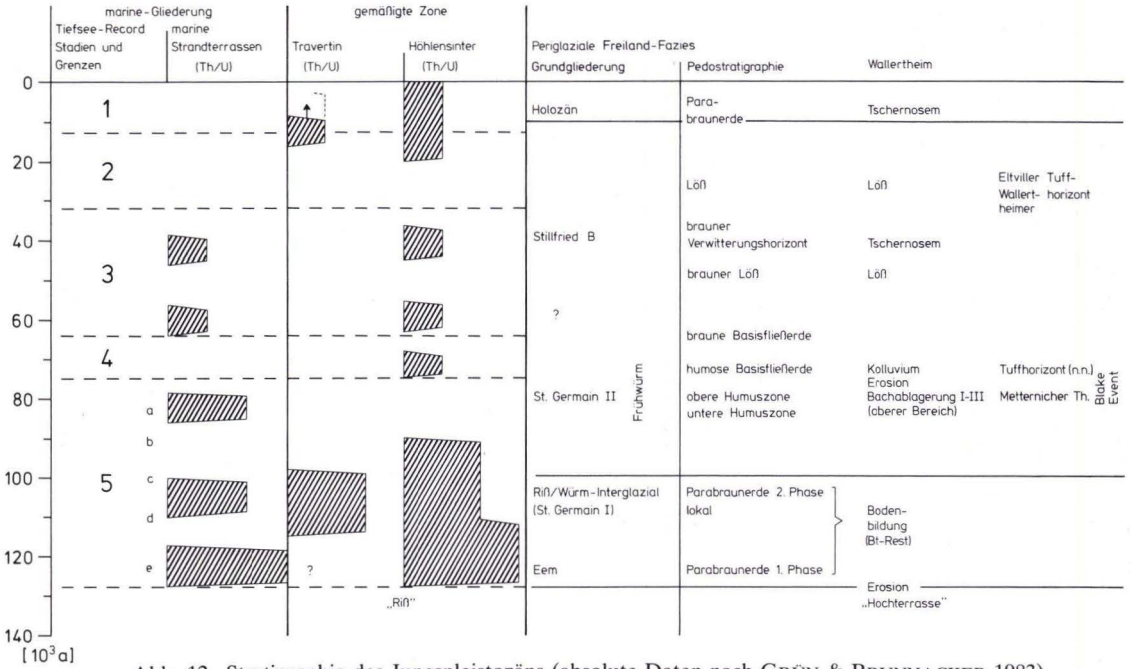 marine-Gliederung
gemäßigte Zone
Tiefsee-Record
Stadien und
Grenzen
marine
Strandterrassen
(Th/U)
Travertin
(Th/U)
Höhlensinter
(Th/U)
Periglaziale Freiland-Fazies
Grundgliederung
Pedostratigraphie
Wallertheim
0
20
40
60
80
100
120
140
[10³a]
1
2
3
4
5
a
b
c
d
e
?
„Riß"
Holozän
Stillfried B
?
St. Germain II
Frühwürm
Riß/Würm-Interglazial
(St. Germain I)
Eem
Para-
braunerde
Löß
brauner
Verwitterungshorizont
brauner Löß
braune Basisfließerde
humose Basisfließerde
obere Humuszone
untere Humuszone
Parabraunerde 2. Phase
lokal
Parabraunerde 1. Phase
Tschernosem
Löß
Tschernosem
Löß
Kolluvium
Erosion
Bachablagerung I-III
(oberer Bereich)
Boden-
bildung
(Bt-Rest)
Erosion
„Hochterrasse"
Eltviller Tuff-
Wallert- horizont
heimer
Tuffhorizont (n.n.)
Metternicher Th.
Blake
Event